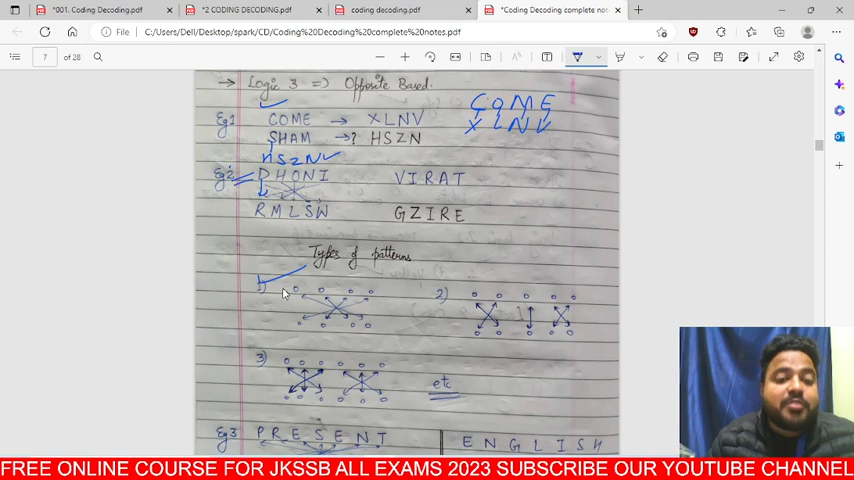 *001. Coding Decoding.pdf
*2 CODING DECODING.pdf
coding decoding.pdf
*Coding Decoding complete no
File
C:/Users/Dell/Desktop/spark/CD/Coding%20Decoding%20complete%20notes.pdf
7 of 28
→ Logic 3 => Opposite Based.
Eg1 COME → XLNV
COME
XLNV
SHAM →? HSZN
HSZNV
Eg2 DHONI VIRAT
RMLSW GZIRE
Types of patterns
1)
2)
3)
etc
Eg3 PRESENT ENGLISH
FREE ONLINE COURSE FOR JKSSB ALL EXAMS 2023 SUBSCRIBE OUR YOUTUBE CHANNEL